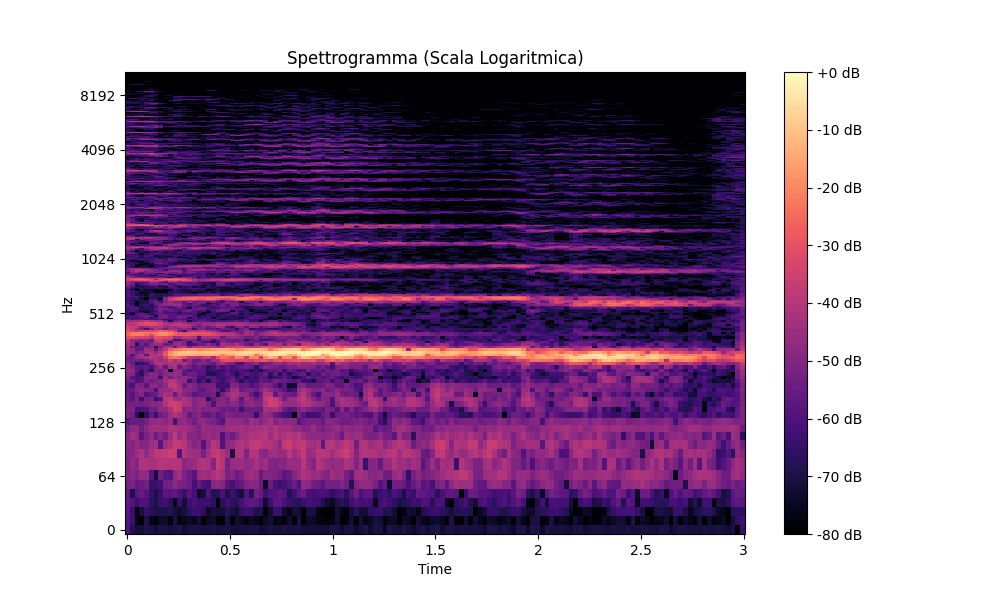 Spettrogramma (Scala Logaritmica)
Hz
8192
4096
2048
1024
512
256
128
64
0
0 0.5 1 1.5 2 2.5 3
Time
+0 dB
-10 dB
-20 dB
-30 dB
-40 dB
-50 dB
-60 dB
-70 dB
-80 dB